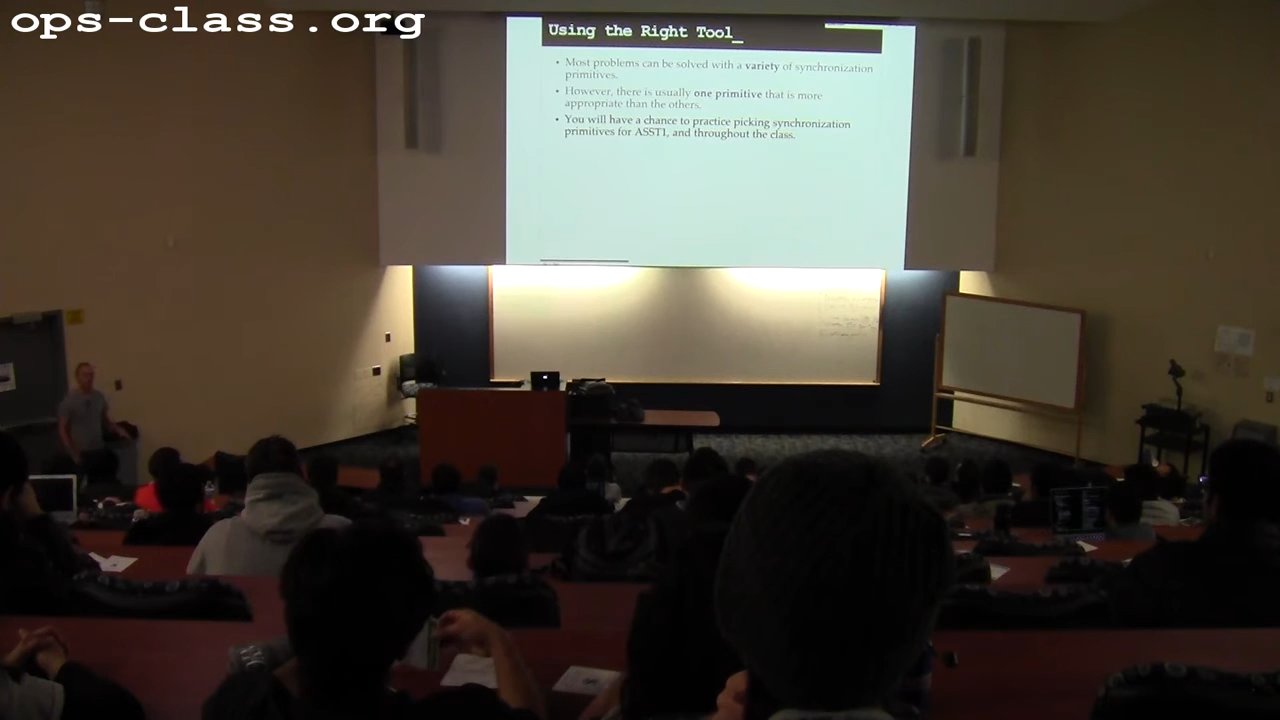 ops-class.org
Using the Right Tool_
• Most problems can be solved with a variety of synchronization
primitives.
• However, there is usually one primitive that is more
appropriate than the others.
• You will have a chance to practice picking synchronization
primitives for ASST1, and throughout the class.